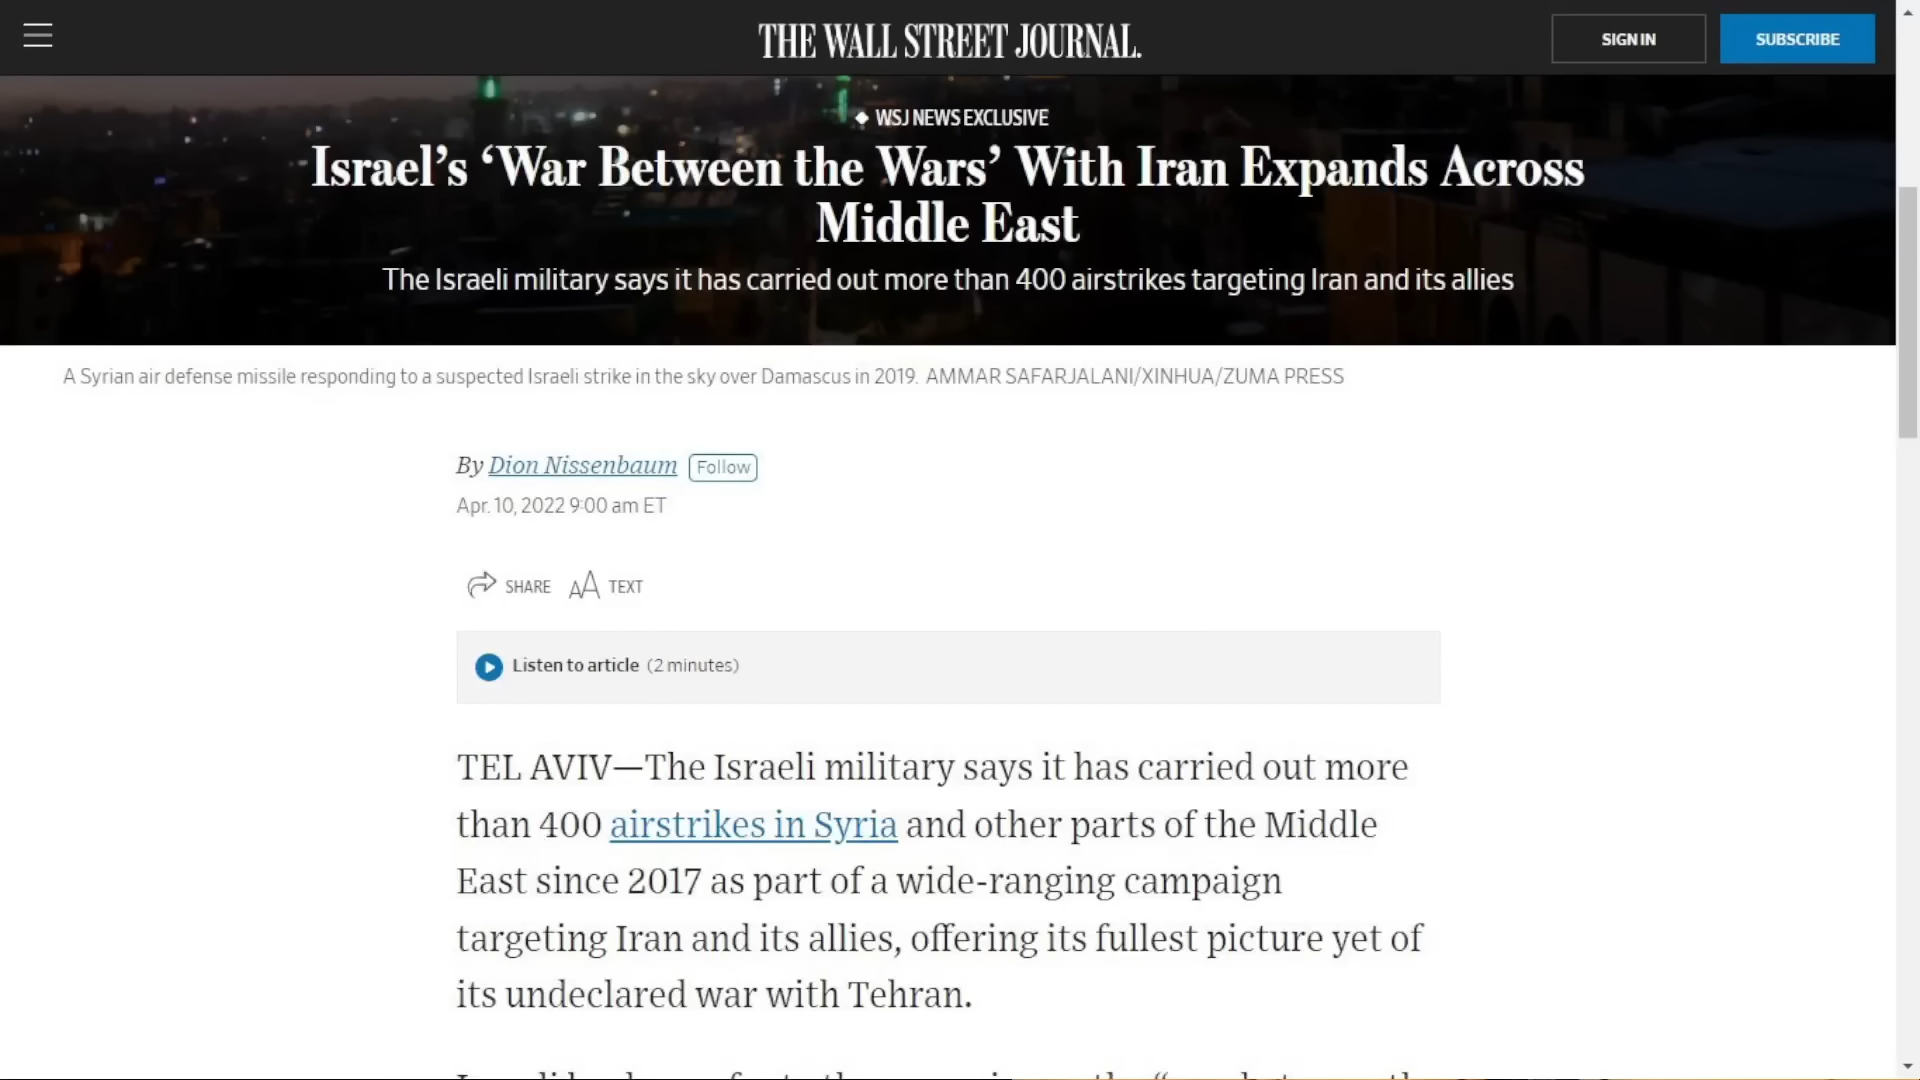 THE WALL STREET JOURNAL.
SIGN IN
SUBSCRIBE
WSJ NEWS EXCLUSIVE
Israel’s ‘War Between the Wars’ With Iran Expands Across
Middle East
The Israeli military says it has carried out more than 400 airstrikes targeting Iran and its allies
A Syrian air defense missile responding to a suspected Israeli strike in the sky over Damascus in 2019. AMMAR SAFARJALANI/XINHUA/ZUMA PRESS
By Dion Nissenbaum Follow
Apr. 10, 2022 9:00 am ET
SHARE AA TEXT
Listen to article (2 minutes)
TEL AVIV—The Israeli military says it has carried out more
than 400 airstrikes in Syria and other parts of the Middle
East since 2017 as part of a wide-ranging campaign
targeting Iran and its allies, offering its fullest picture yet of
its undeclared war with Tehran.